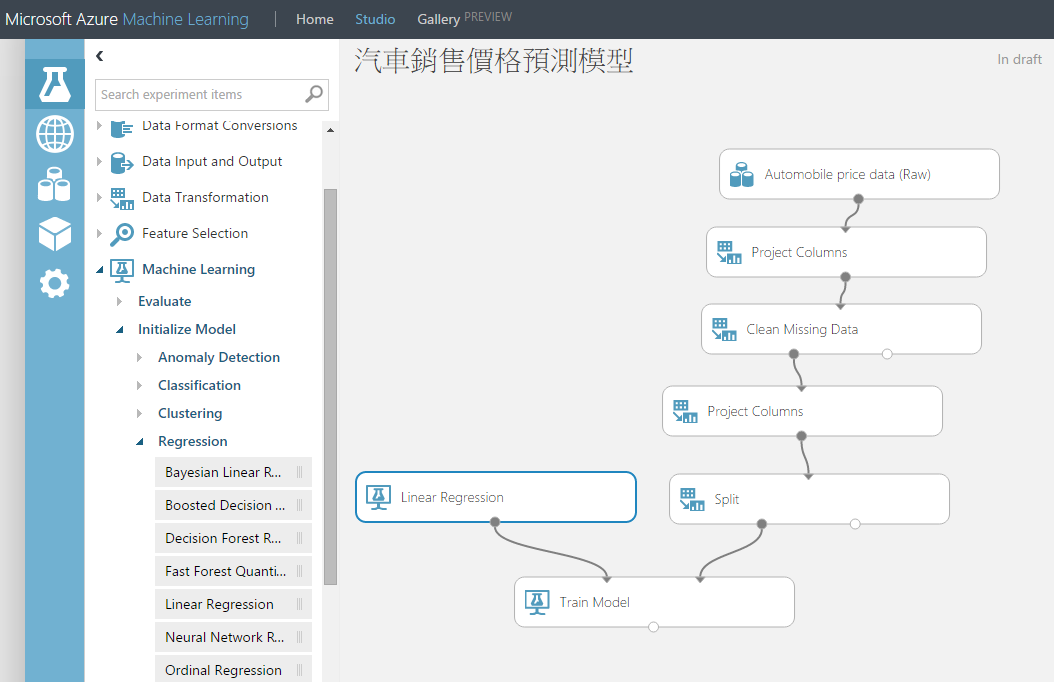 Microsoft Azure Machine Learning | Home Studio Gallery PREVIEW
汽車銷售價格預測模型
In draft
Search experiment items
Data Format Conversions
Data Input and Output
Data Transformation
Feature Selection
Machine Learning
Evaluate
Initialize Model
Anomaly Detection
Classification
Clustering
Regression
Bayesian Linear R...
Boosted Decision ...
Decision Forest R...
Fast Forest Quanti...
Linear Regression
Neural Network R...
Ordinal Regression
Automobile price data (Raw)
Project Columns
Clean Missing Data
Project Columns
Linear Regression
Split
Train Model